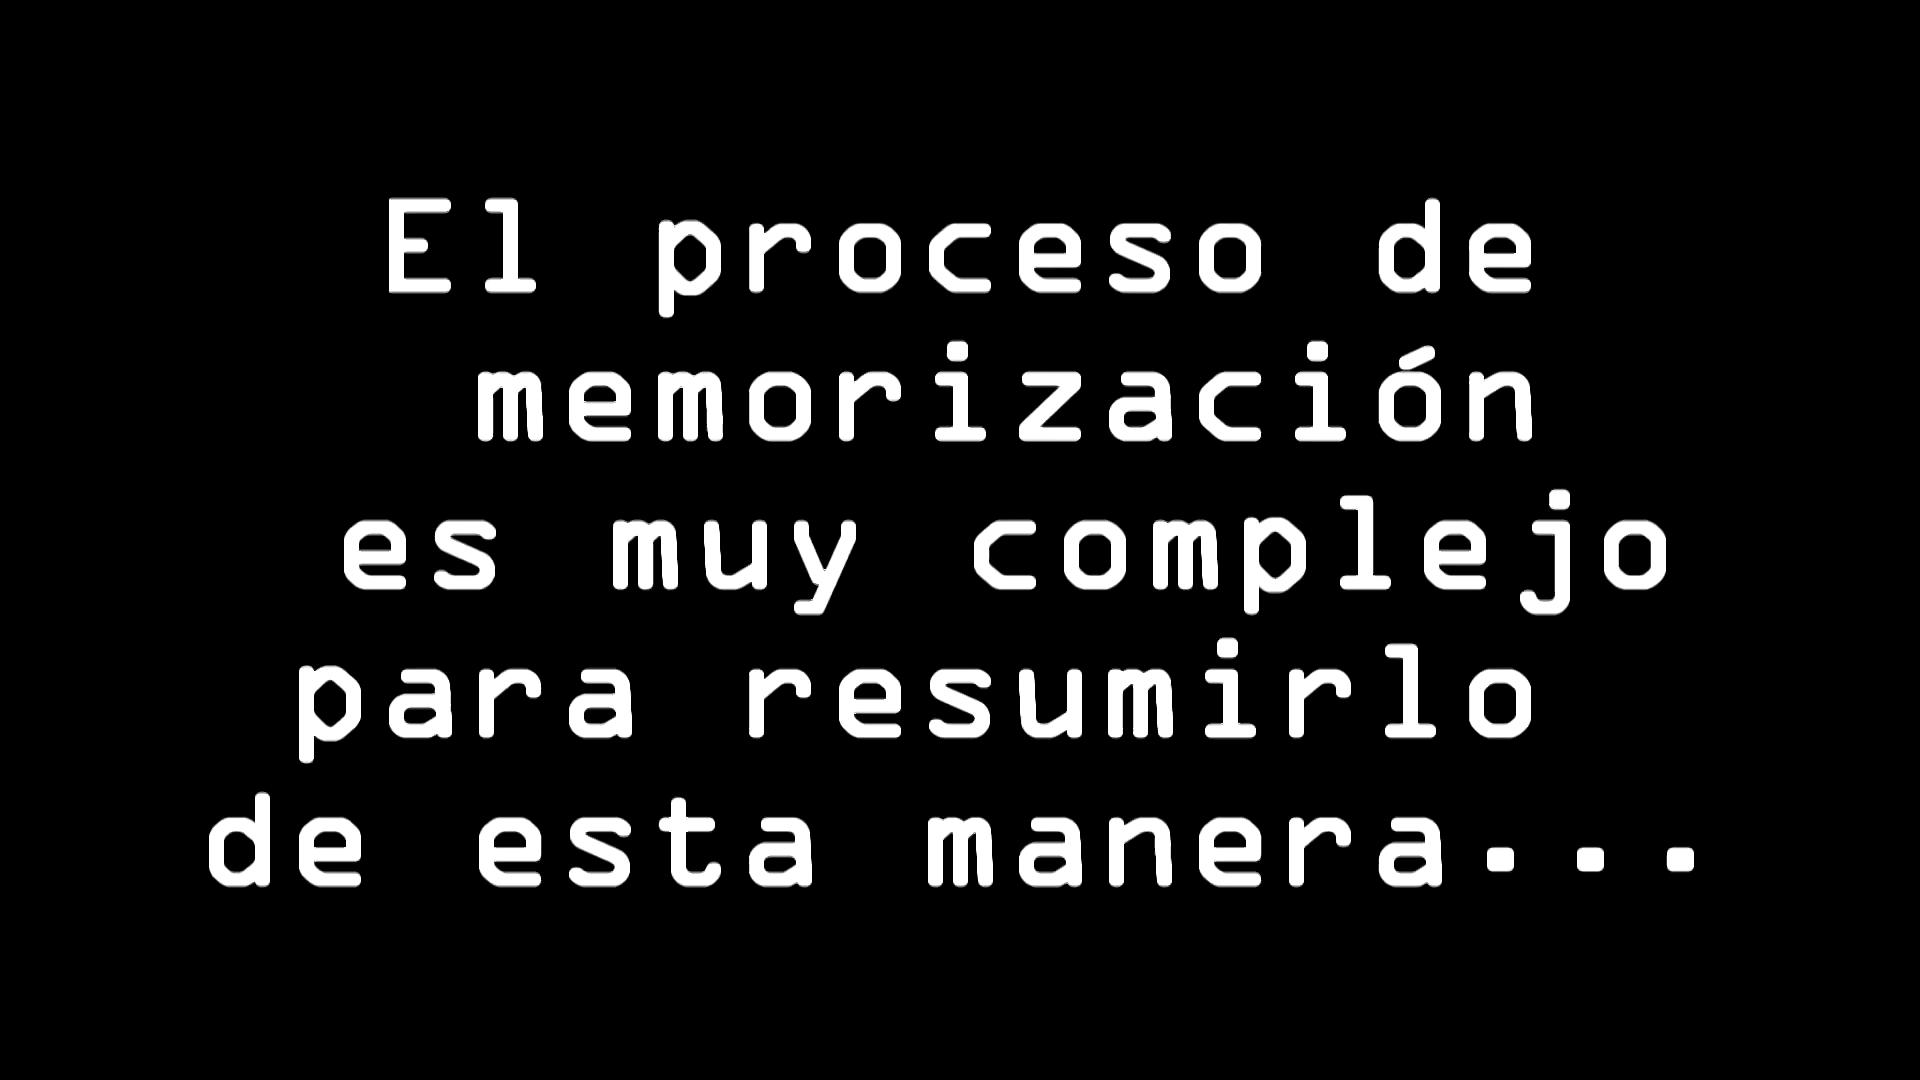 El proceso de
memorización
es muy complejo
para resumirlo
de esta manera...